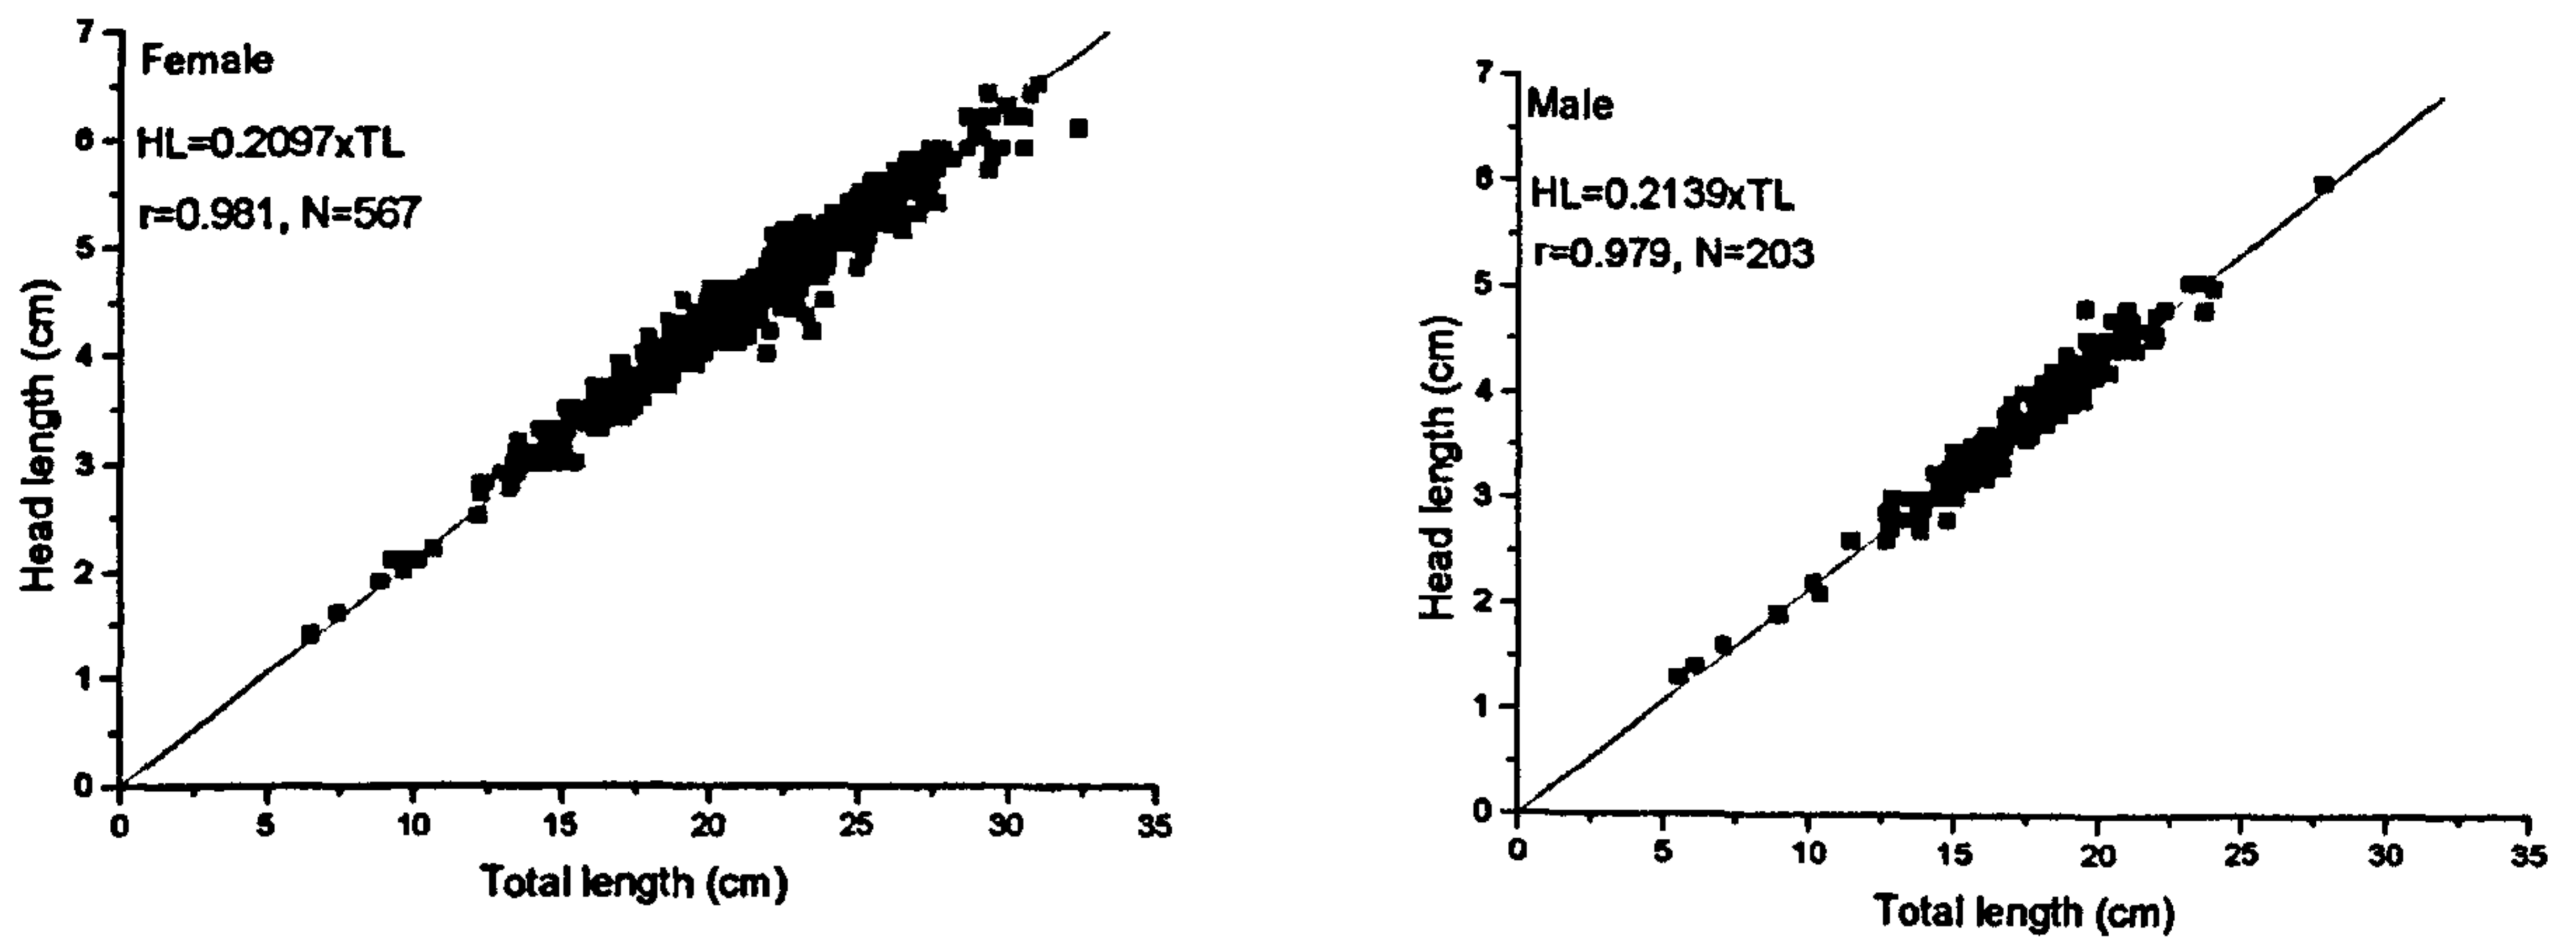 Female
HL=0.2097xTL
r=0.981, N=567
7
6
5
4
3
2
1
0
Head length (cm)
0 5 10 15 20 25 30 35
Total length (cm)
Male
HL=0.2139xTL
r=0.979, N=203
7
6
5
4
3
2
1
0
Head length (cm)
0 5 10 15 20 25 30 35
Total length (cm)